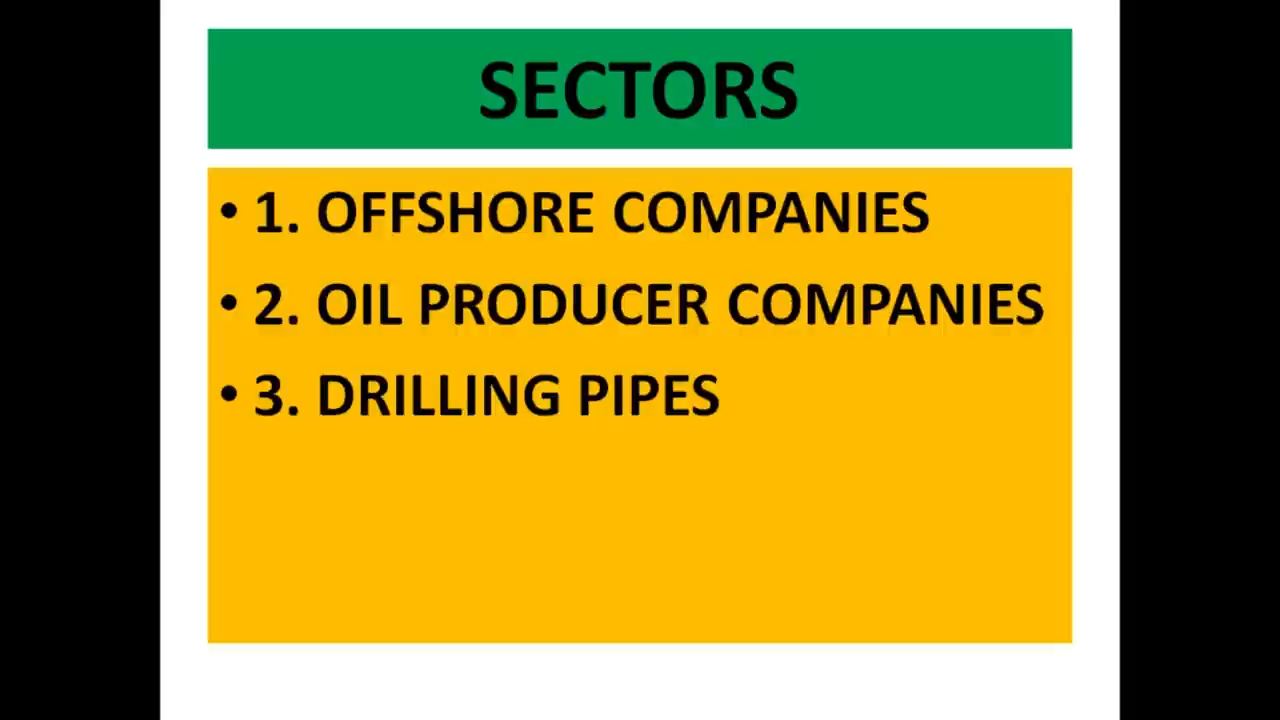 SECTORS
• 1. OFFSHORE COMPANIES
• 2. OIL PRODUCER COMPANIES
• 3. DRILLING PIPES